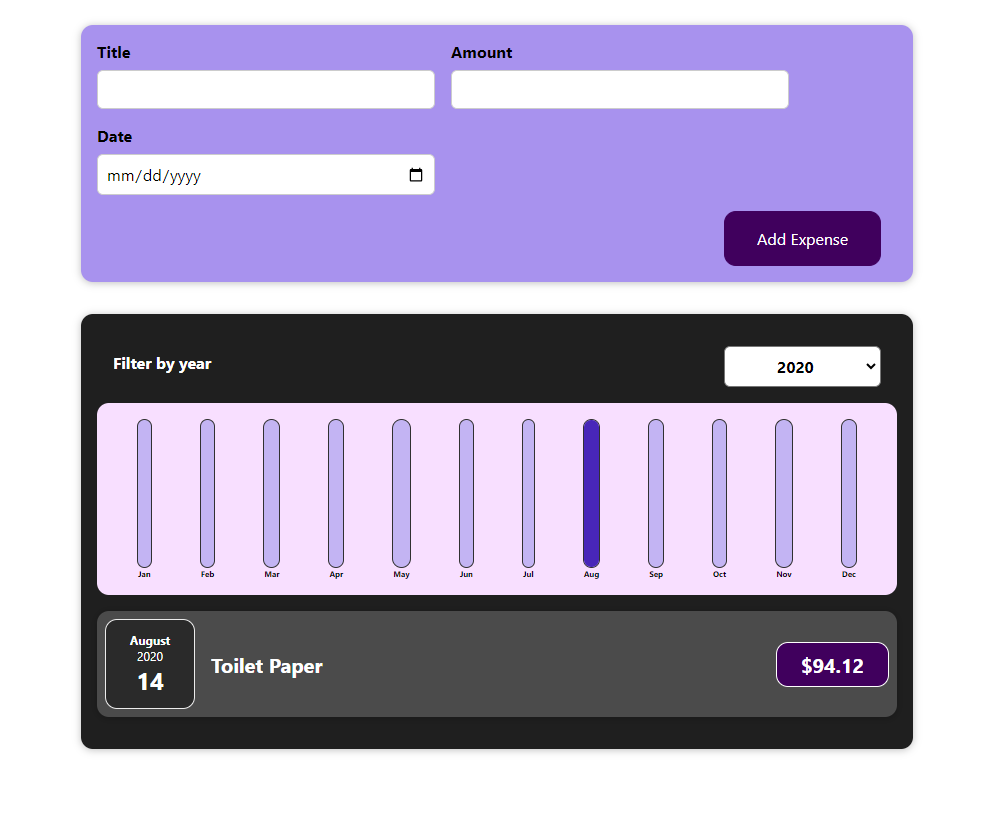 Title Amount
Date
mm/dd/yyyy
Add Expense
Filter by year 2020
Jan Feb Mar Apr May Jun Jul Aug Sep Oct Nov Dec
August
2020
14
Toilet Paper
$94.12